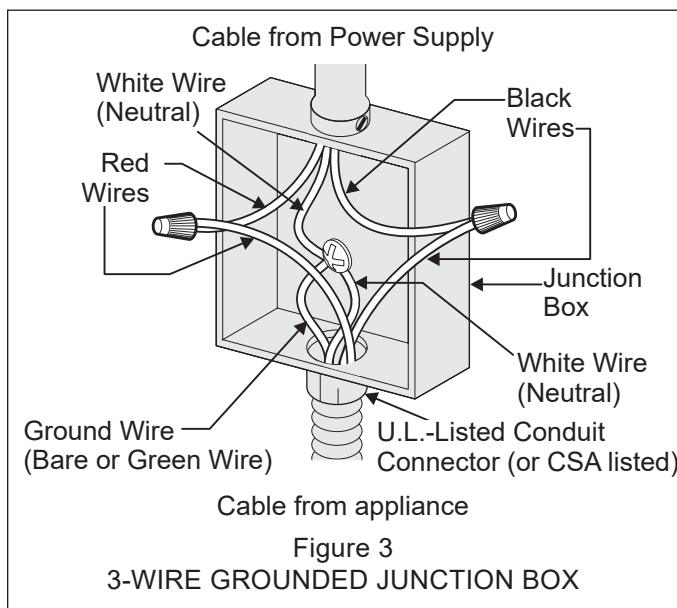 Cable from Power Supply
White Wire
(Neutral)
Black
Wires
Red
Wires
Junction
Box
White Wire
(Neutral)
Ground Wire
(Bare or Green Wire)
U.L.-Listed Conduit
Connector (or CSA listed)
Cable from appliance
Figure 3
3-WIRE GROUNDED JUNCTION BOX